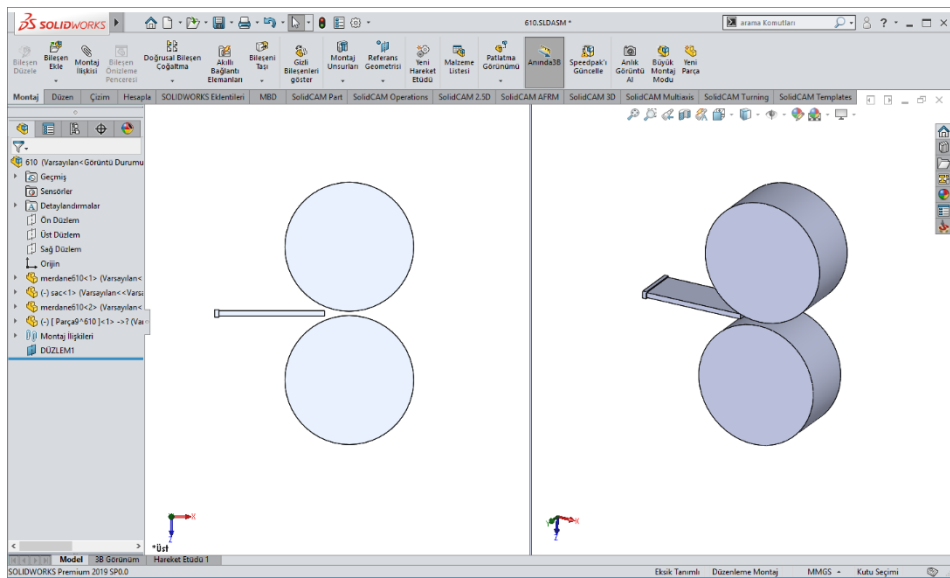 SOLIDWORKS
610.SLDASM *
arama Komutları
Bileşen Düzele
Bileşen Ekle
Montaj İlişkisi
Bileşen Önizleme Penceresi
Doğrusal Bileşen Çoğaltma
Akıllı Bağlantı Elemanları
Bileşeni Taşı
Gizli Bileşenleri göster
Montaj Unsurları
Referans Geometrisi
Yeni Hareket Etüdü
Malzeme Listesi
Patlatma Görünümü
Anında3B
Speedpak'ı Güncelle
Anlık Görüntü Al
Büyük Montaj Modu
Yeni Parça
Montaj Düzen Çizim Hesapla SOLIDWORKS Eklentileri MBD SolidCAM Part SolidCAM Operations SolidCAM 2.5D SolidCAM AFRM SolidCAM 3D SolidCAM Multiaxis SolidCAM Turning SolidCAM Templates
610 (Varsayılan<Görüntü Durumu
Geçmiş
Sensörler
Detaylandırmalar
Ön Düzlem
Üst Düzlem
Sağ Düzlem
Orijin
merdane610<1> (Varsayılan<
(-) sac<1> (Varsayılan<<Varsa
merdane610<2> (Varsayılan<
(-) [ Parça9^610 ]<1> ->? (Va
Montaj İlişkileri
DÜZLEM1
X
Z
*Üst
Y
X
Z
Model 3B Görünüm Hareket Etüdü 1
SOLIDWORKS Premium 2019 SP0.0
Eksik Tanımlı Düzenleme Montaj MMGS Kutu Seçimi